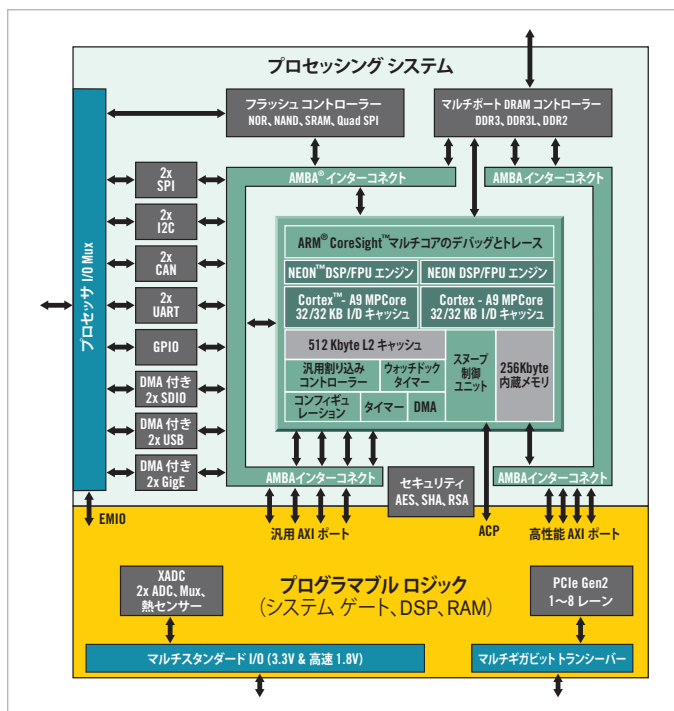 プロセッシング システム
フラッシュ コントローラー
NOR、NAND、SRAM、Quad SPI
マルチポート DRAM コントローラー
DDR3、DDR3L、DDR2
プロセッサ I/O Mux
2x
SPI
2x
I2C
2x
CAN
2x
UART
GPIO
DMA 付き
2x SDIO
DMA 付き
2x USB
DMA 付き
2x GigE
AMBA® インターコネクト
AMBA インターコネクト
ARM® CoreSight™ マルチコアのデバッグとトレース
NEON™ DSP/FPU エンジン
NEON DSP/FPU エンジン
Cortex™- A9 MPCore
32/32 KB I/D キャッシュ
Cortex - A9 MPCore
32/32 KB I/D キャッシュ
512 Kbyte L2 キャッシュ
汎用割り込み
コントローラー
ウォッチドック
タイマー
コンフィギュ
レーション
タイマー
DMA
スヌープ
制御
ユニット
256Kbyte
内蔵メモリ
AMBAインターコネクト
セキュリティ
AES、SHA、RSA
AMBAインターコネクト
EMIO
汎用 AXI ポート
ACP
高性能 AXI ポート
XADC
2x ADC、Mux、
熱センサー
プログラマブル ロジック
(システム ゲート、DSP、RAM)
PCIe Gen2
1〜8 レーン
マルチスタンダード I/O (3.3V & 高速 1.8V)
マルチギガビット トランシーバー